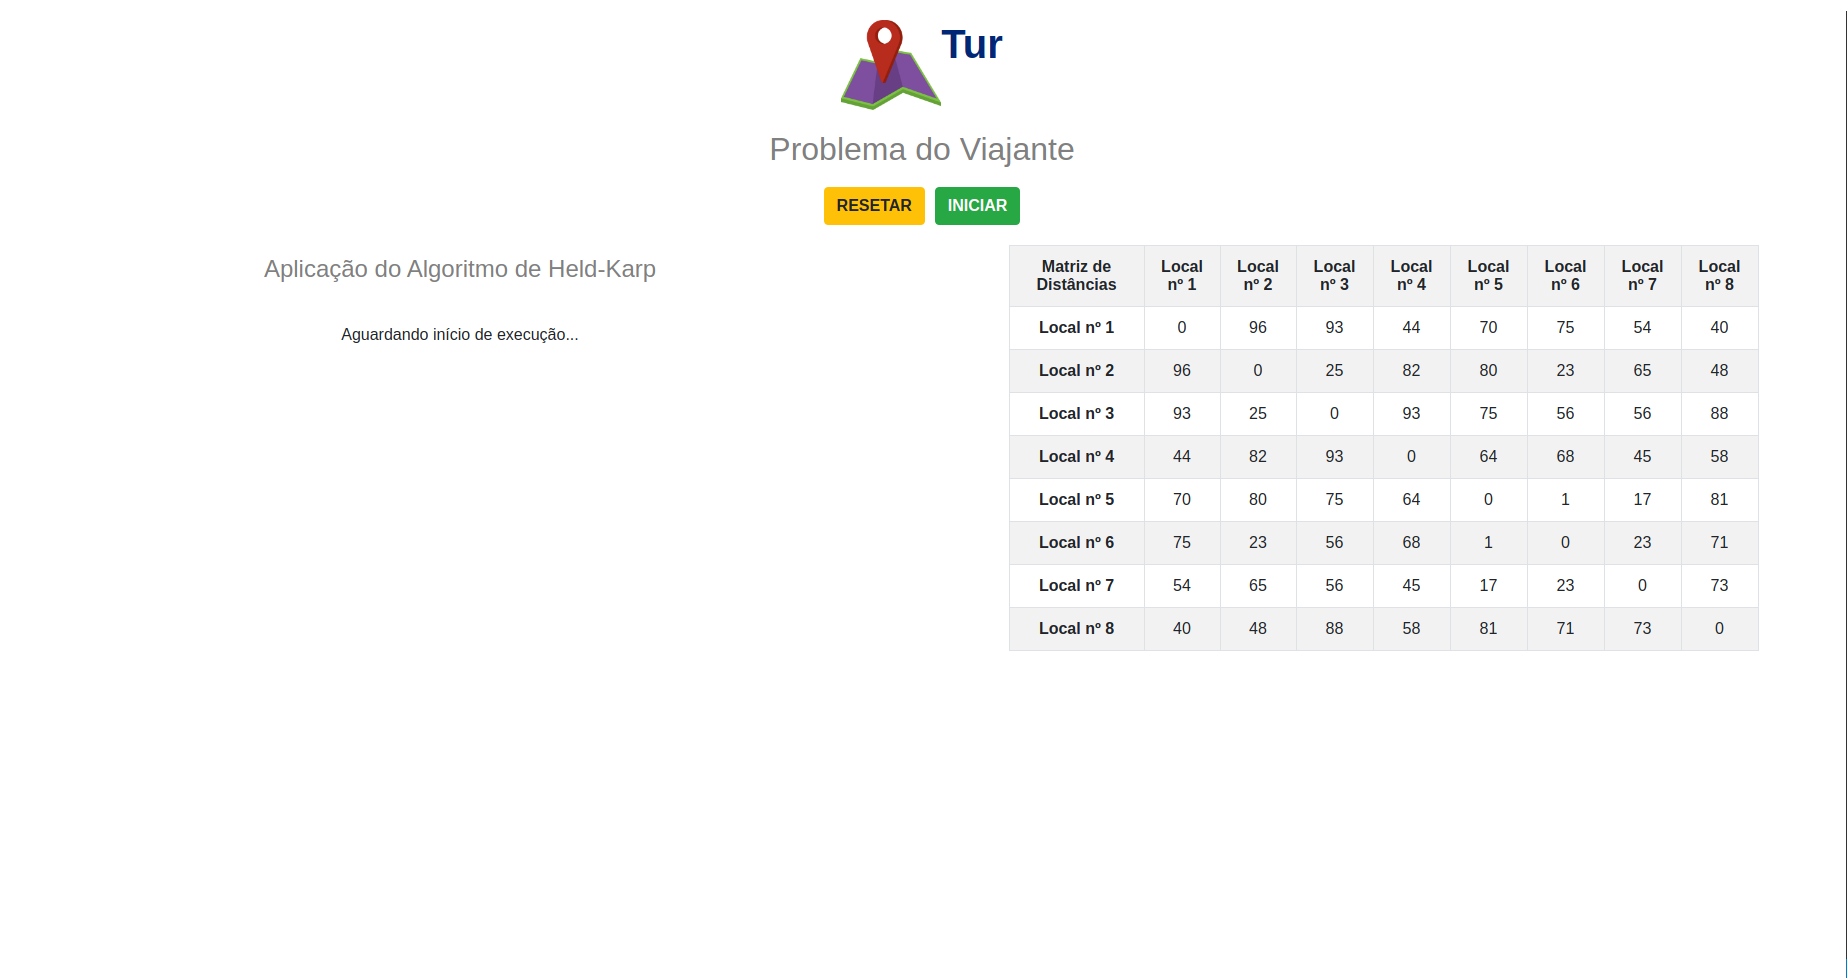 Tur
Problema do Viajante
RESETAR INICIAR
Aplicação do Algoritmo de Held-Karp
Aguardando início de execução...
Matriz de Distâncias Local nº 1 Local nº 2 Local nº 3 Local nº 4 Local nº 5 Local nº 6 Local nº 7 Local nº 8
Local nº 1 0 96 93 44 70 75 54 40
Local nº 2 96 0 25 82 80 23 65 48
Local nº 3 93 25 0 93 75 56 56 88
Local nº 4 44 82 93 0 64 68 45 58
Local nº 5 70 80 75 64 0 1 17 81
Local nº 6 75 23 56 68 1 0 23 71
Local nº 7 54 65 56 45 17 23 0 73
Local nº 8 40 48 88 58 81 71 73 0